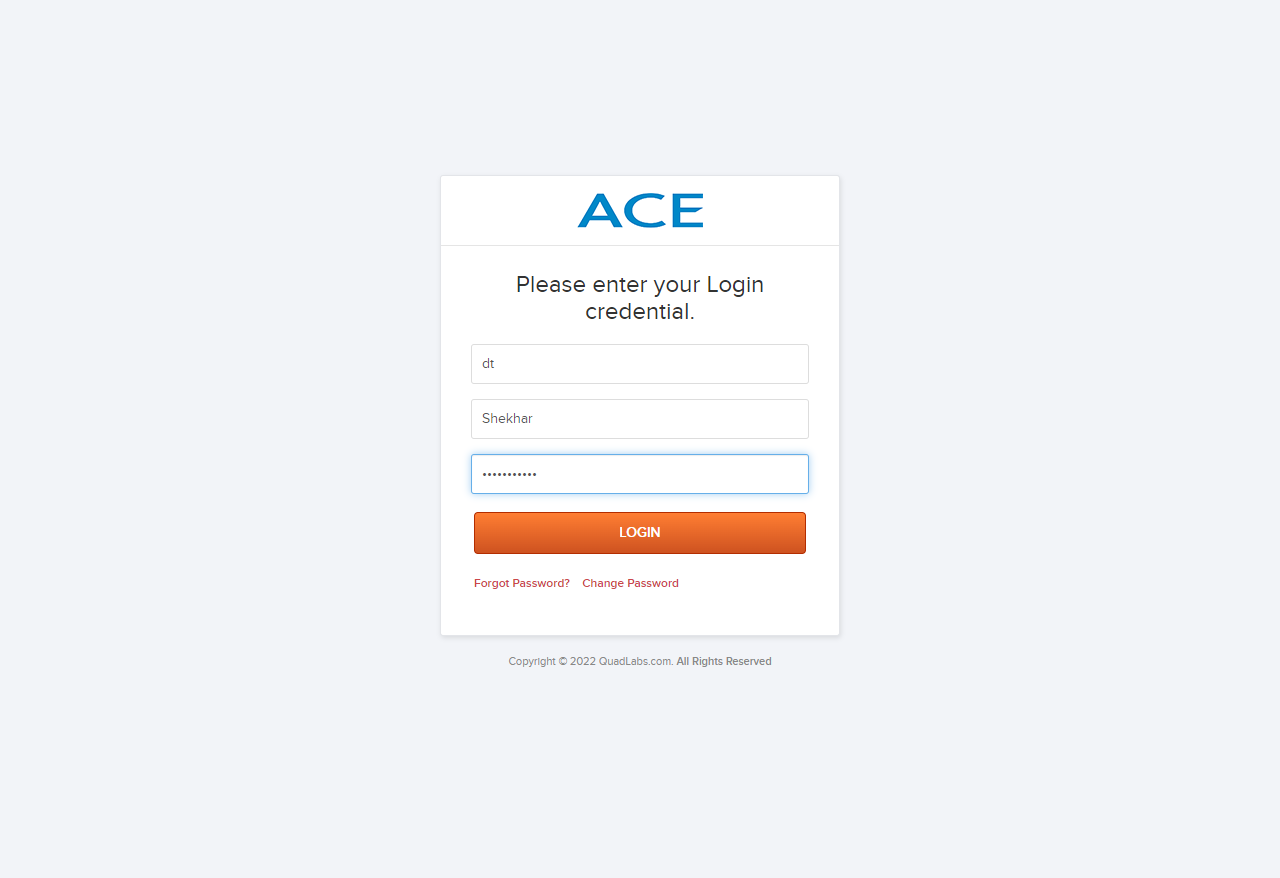 ACE
Please enter your Login
credential.
dt
Shekhar
•••••••••••
LOGIN
Forgot Password? Change Password
Copyright © 2022 QuadLabs.com. All Rights Reserved